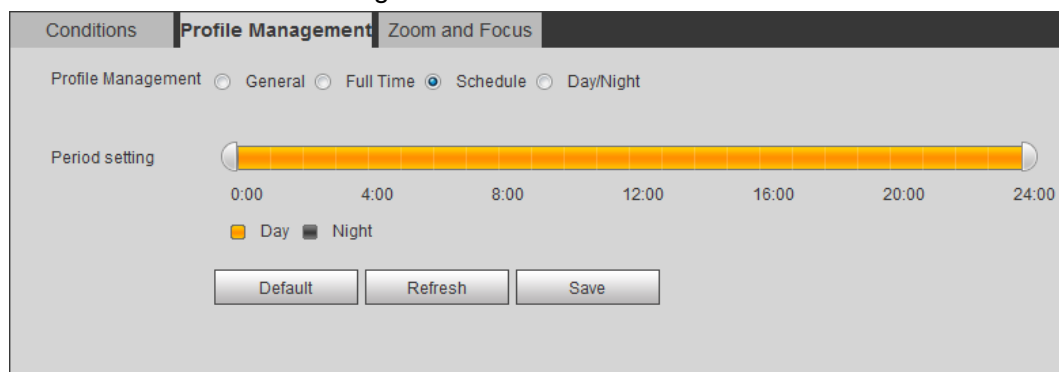 Conditions Profile Management Zoom and Focus
Profile Management General Full Time Schedule Day/Night
Period setting
0:00 4:00 8:00 12:00 16:00 20:00 24:00
Day Night
Default Refresh Save